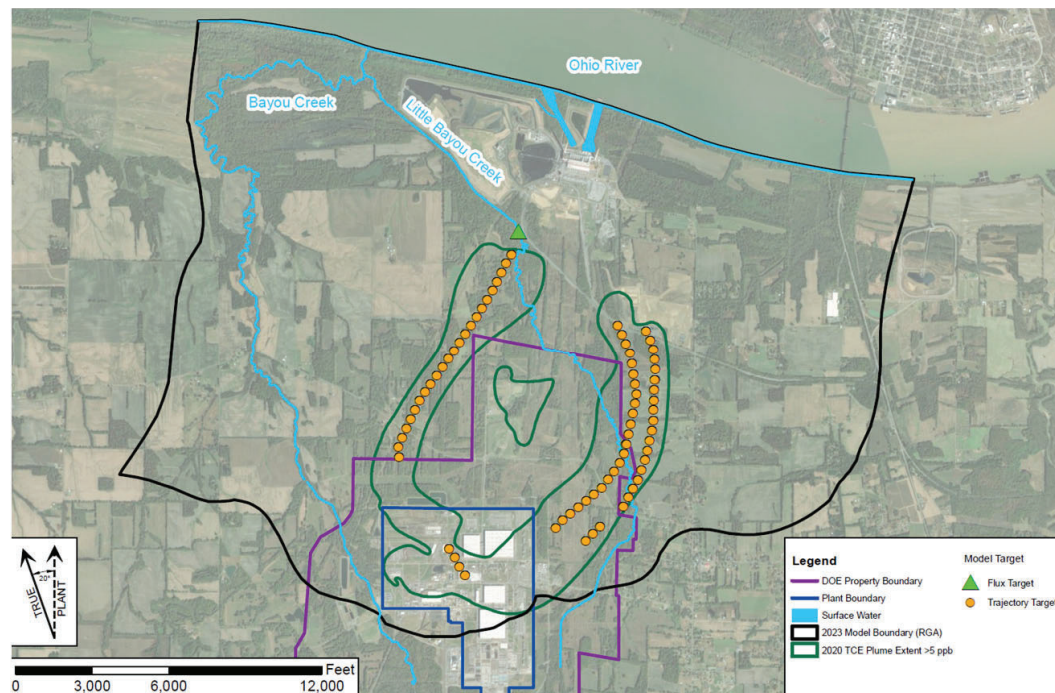 Ohio River
Bayou Creek
Little Bayou Creek
TRUE
20°
PLANT
Feet
0 3,000 6,000 12,000
Legend
DOE Property Boundary
Plant Boundary
Surface Water
2023 Model Boundary (RGA)
2020 TCE Plume Extent >5 ppb
Model Target
Flux Target
Trajectory Target